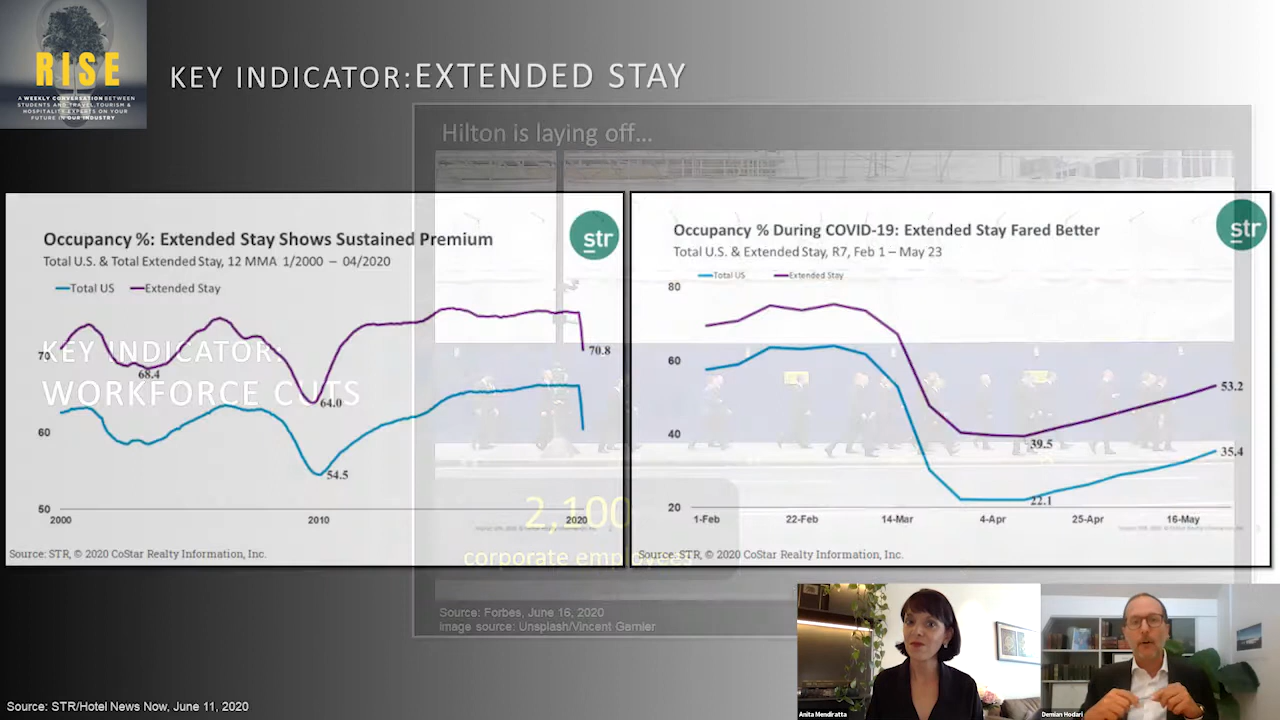 RISE
A WEEKLY CONVERSATION BETWEEN
STUDENTS AND TRAVEL, TOURISM &
HOSPITALITY EXPERTS ON YOUR
FUTURE IN OUR INDUSTRY
KEY INDICATOR:EXTENDED STAY
Hilton is laying off...
Occupancy %: Extended Stay Shows Sustained Premium
Total U.S. & Total Extended Stay, 12 MMA 1/2000 – 04/2020
str
Total US
Extended Stay
70
60
50
68.4
64.0
54.5
70.8
2000
2010
2020
Source: STR, © 2020 CoStar Realty Information, Inc.
KEY INDICATOR:
WORKFORCE CUTS
Occupancy % During COVID-19: Extended Stay Fared Better
Total U.S. & Extended Stay, R7, Feb 1 – May 23
str
Total US
Extended Stay
80
60
40
20
39.5
22.1
53.2
35.4
1-Feb
22-Feb
14-Mar
4-Apr
25-Apr
16-May
Source: STR, © 2020 CoStar Realty Information, Inc.
2,100
corporate employees
Source: Forbes, June 16, 2020
image source: Unsplash/Vincent Garnier
Anita Mendiratta
Demian Hodari
Source: STR/Hotel News Now, June 11, 2020